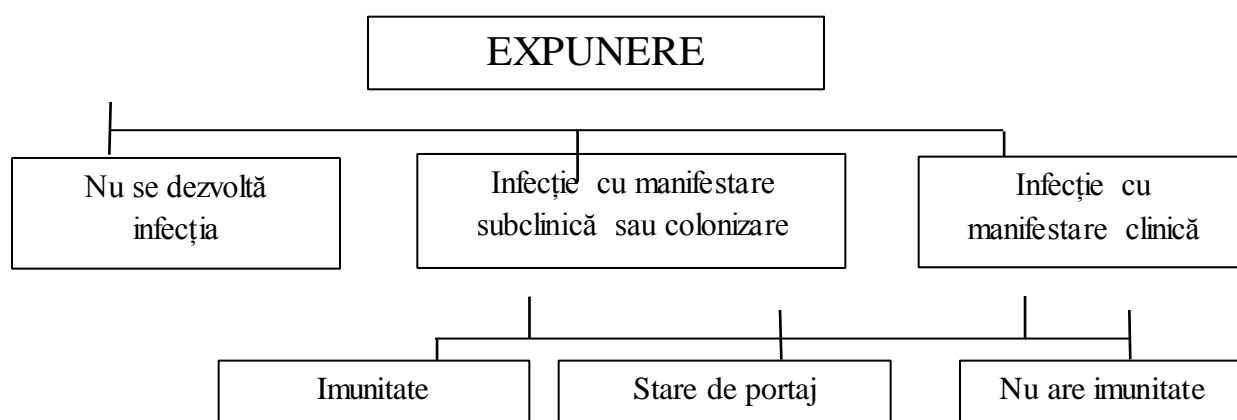 EXPUNERE
Nu se dezvoltă
infecția
Infecție cu manifestare
subclinică sau colonizare
Infecție cu
manifestare clinică
Imunitate
Stare de portaj
Nu are imunitate